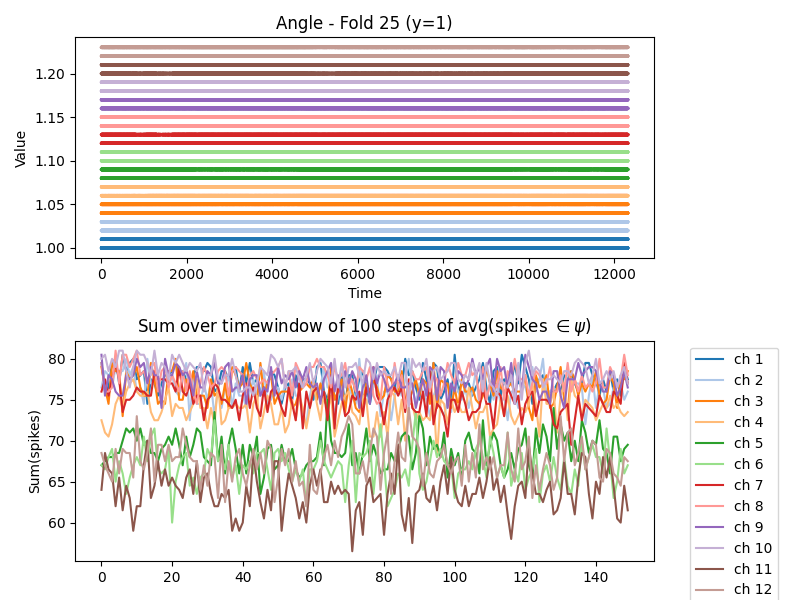 Angle - Fold 25 (y=1)
1.20
1.15
1.10
1.05
1.00
Value
0 2000 4000 6000 8000 10000 12000
Time
Sum over timewindow of 100 steps of avg(spikes ∈ ψ)
80
75
70
65
60
Sum(spikes)
0 20 40 60 80 100 120 140
ch 1
ch 2
ch 3
ch 4
ch 5
ch 6
ch 7
ch 8
ch 9
ch 10
ch 11
ch 12